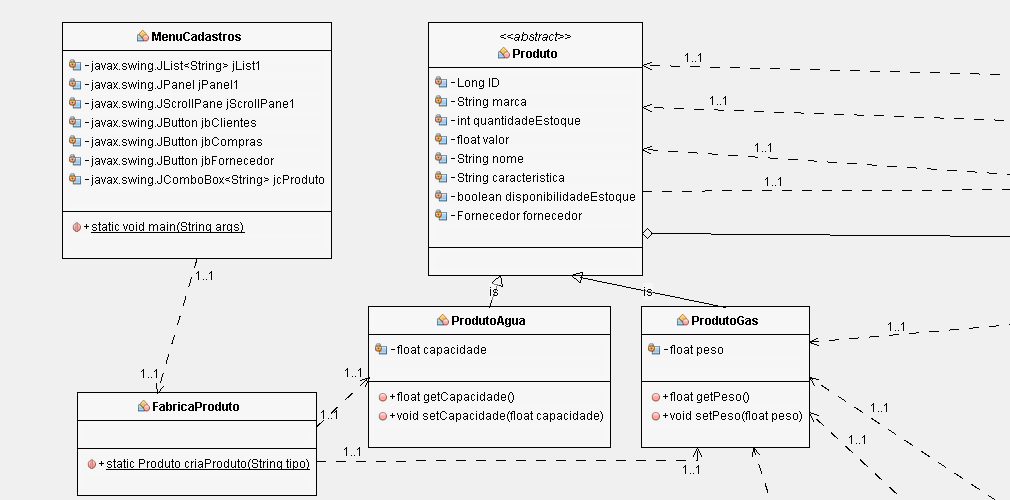 MenuCadastros
-javax.swing.JList<String> jList1
-javax.swing.JPanel jPanel1
-javax.swing.JScrollPane jScrollPane1
-javax.swing.JButton jbClientes
-javax.swing.JButton jbCompras
-javax.swing.JButton jbFornecedor
-javax.swing.JComboBox<String> jcProduto
+static void main(String args)
<<abstract>>
Produto
-Long ID
-String marca
-int quantidadeEstoque
-float valor
-String nome
-String caracteristica
-boolean disponibilidadeEstoque
-Fornecedor fornecedor
1..1
1..1
1..1
1..1
1..1
is
is
ProdutoAgua
-float capacidade
+float getCapacidade()
+void setCapacidade(float capacidade)
ProdutoGas
-float peso
+float getPeso()
+void setPeso(float peso)
1..1
1..1
1..1
1..1
1..1
FabricaProduto
+static Produto criaProduto(String tipo)
1..1
1..1
1..1
1..1